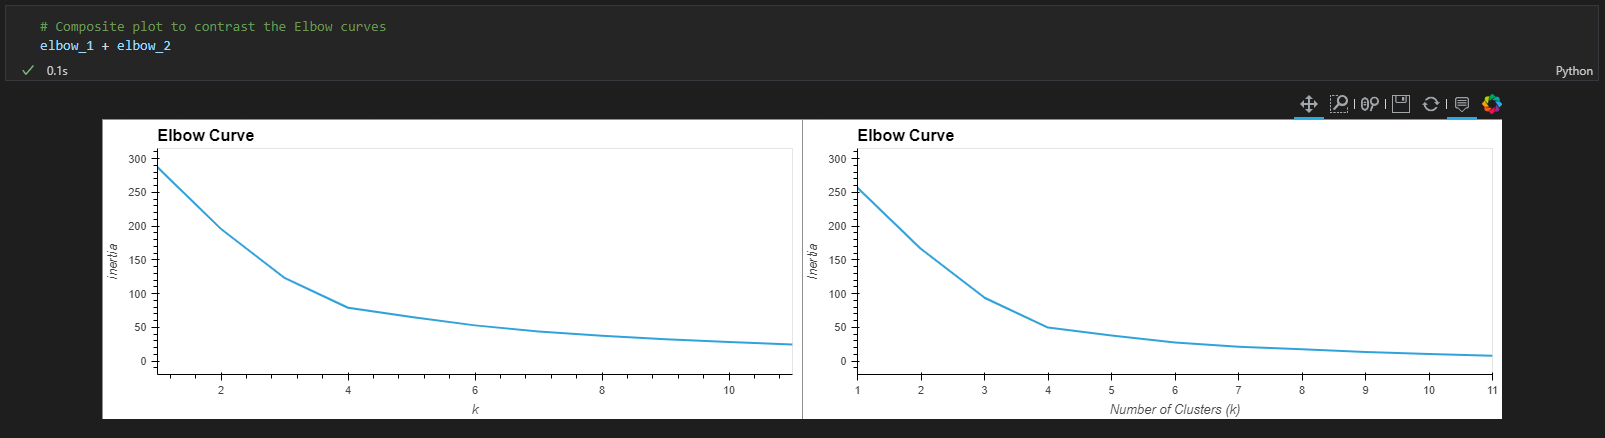 # Composite plot to contrast the Elbow curves
elbow_1 + elbow_2
0.1s
Python
Elbow Curve
300
250
200
150
100
50
0
inertia
2 4 6 8 10
k
Elbow Curve
300
250
200
150
100
50
0
Inertia
1 2 3 4 5 6 7 8 9 10 11
Number of Clusters (k)